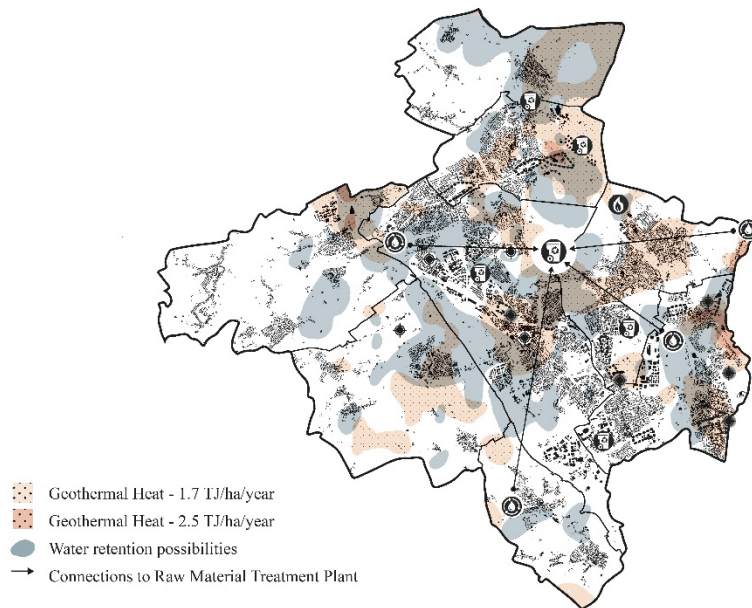 Geothermal Heat - 1.7 TJ/ha/year
Geothermal Heat - 2.5 TJ/ha/year
Water retention possibilities
Connections to Raw Material Treatment Plant